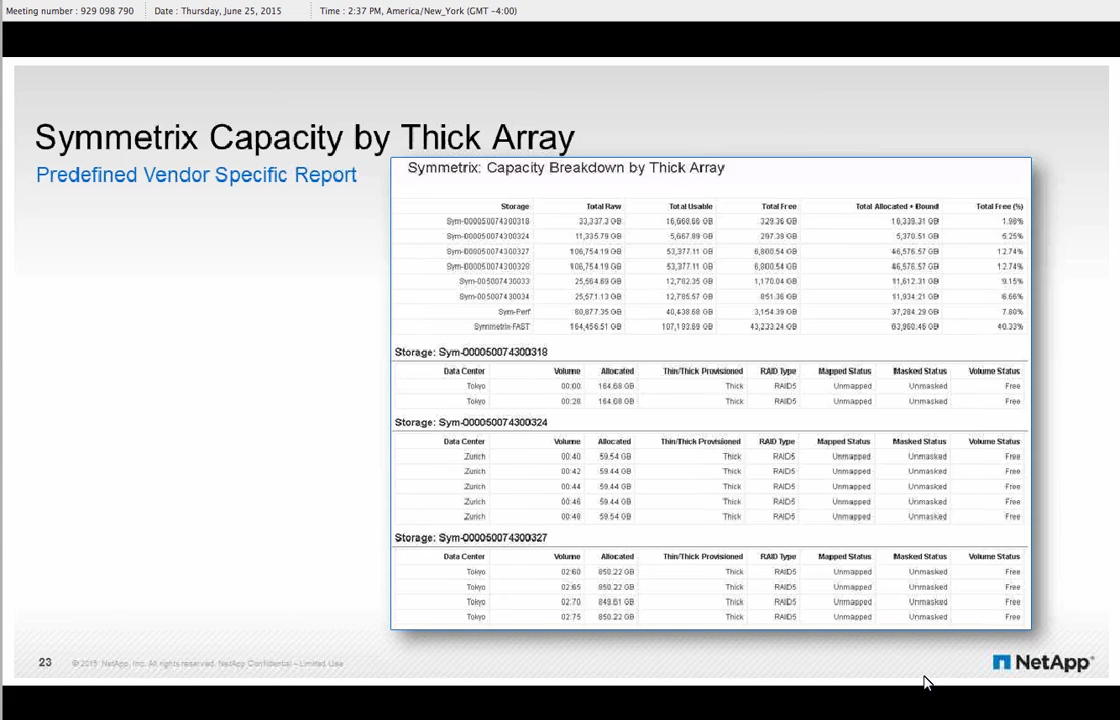 Meeting number : 929 098 790 Date : Thursday, June 25, 2015 Time : 2:37 PM, America/New_York (GMT -4:00)
Symmetrix Capacity by Thick Array
Predefined Vendor Specific Report
Symmetrix: Capacity Breakdown by Thick Array
Storage Total Raw Total Usable Total Free Total Allocated + Bound Total Free (%)
Sym-000050074300318 33,337.3 GB 16,668.66 GB 329.36 GB 16,339.31 GB 1.98%
Sym-000050074300324 11,335.79 GB 5,667.89 GB 297.39 GB 5,370.51 GB 5.25%
Sym-000050074300327 106,754.19 GB 53,377.11 GB 6,800.54 GB 46,576.57 GB 12.74%
Sym-000050074300328 106,754.19 GB 53,377.11 GB 6,800.54 GB 46,576.57 GB 12.74%
Sym-005007430033 25,564.69 GB 12,782.35 GB 1,170.04 GB 11,612.31 GB 9.15%
Sym-005007430034 25,571.13 GB 12,785.57 GB 851.36 GB 11,934.21 GB 6.66%
Sym-Perf 80,877.35 GB 40,438.68 GB 3,154.39 GB 37,284.29 GB 7.80%
Symmetrix-FAST 164,456.51 GB 107,193.69 GB 43,233.24 GB 63,960.46 GB 40.33%
Storage: Sym-000050074300318
Data Center Volume Allocated Thin/Thick Provisioned RAID Type Mapped Status Masked Status Volume Status
Tokyo 00:00 164.68 GB Thick RAID5 Unmapped Unmasked Free
Tokyo 00:28 164.68 GB Thick RAID5 Unmapped Unmasked Free
Storage: Sym-000050074300324
Data Center Volume Allocated Thin/Thick Provisioned RAID Type Mapped Status Masked Status Volume Status
Zurich 00:40 59.54 GB Thick RAID5 Unmapped Unmasked Free
Zurich 00:42 59.44 GB Thick RAID5 Unmapped Unmasked Free
Zurich 00:44 59.44 GB Thick RAID5 Unmapped Unmasked Free
Zurich 00:46 59.44 GB Thick RAID5 Unmapped Unmasked Free
Zurich 00:48 59.54 GB Thick RAID5 Unmapped Unmasked Free
Storage: Sym-000050074300327
Data Center Volume Allocated Thin/Thick Provisioned RAID Type Mapped Status Masked Status Volume Status
Tokyo 02:60 850.22 GB Thick RAID5 Unmapped Unmasked Free
Tokyo 02:65 850.22 GB Thick RAID5 Unmapped Unmasked Free
Tokyo 02:70 849.61 GB Thick RAID5 Unmapped Unmasked Free
Tokyo 02:75 850.22 GB Thick RAID5 Unmapped Unmasked Free
23 © 2015 NetApp, Inc. All rights reserved. NetApp Confidential – Limited Use
NetApp